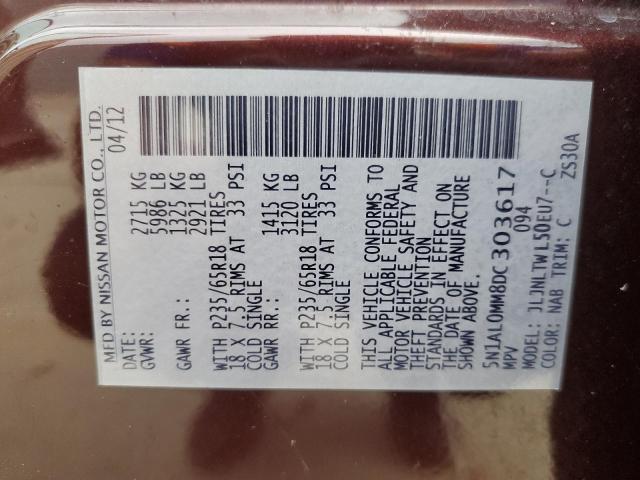 MFD BY NISSAN MOTOR CO., LTD.
DATE: 04/12
GVWR: 2715 KG
5986 LB
GAWR FR.: 1325 KG
2921 LB
WITH P235/65R18 TIRES
18 X 7.5 RIMS AT 33 PSI
COLD SINGLE
GAWR RR.: 1415 KG
3120 LB
WITH P235/65R18 TIRES
18 X 7.5 RIMS AT 33 PSI
COLD SINGLE
THIS VEHICLE CONFORMS TO
ALL APPLICABLE FEDERAL
MOTOR VEHICLE SAFETY AND
THEFT PREVENTION
STANDARDS IN EFFECT ON
THE DATE OF MANUFACTURE
SHOWN ABOVE.
5N1AL0MM8DC303617
MPV 094
MODEL: JLJNLTWL50EU7--C
COLOR: NAB TRIM: C ZS30A